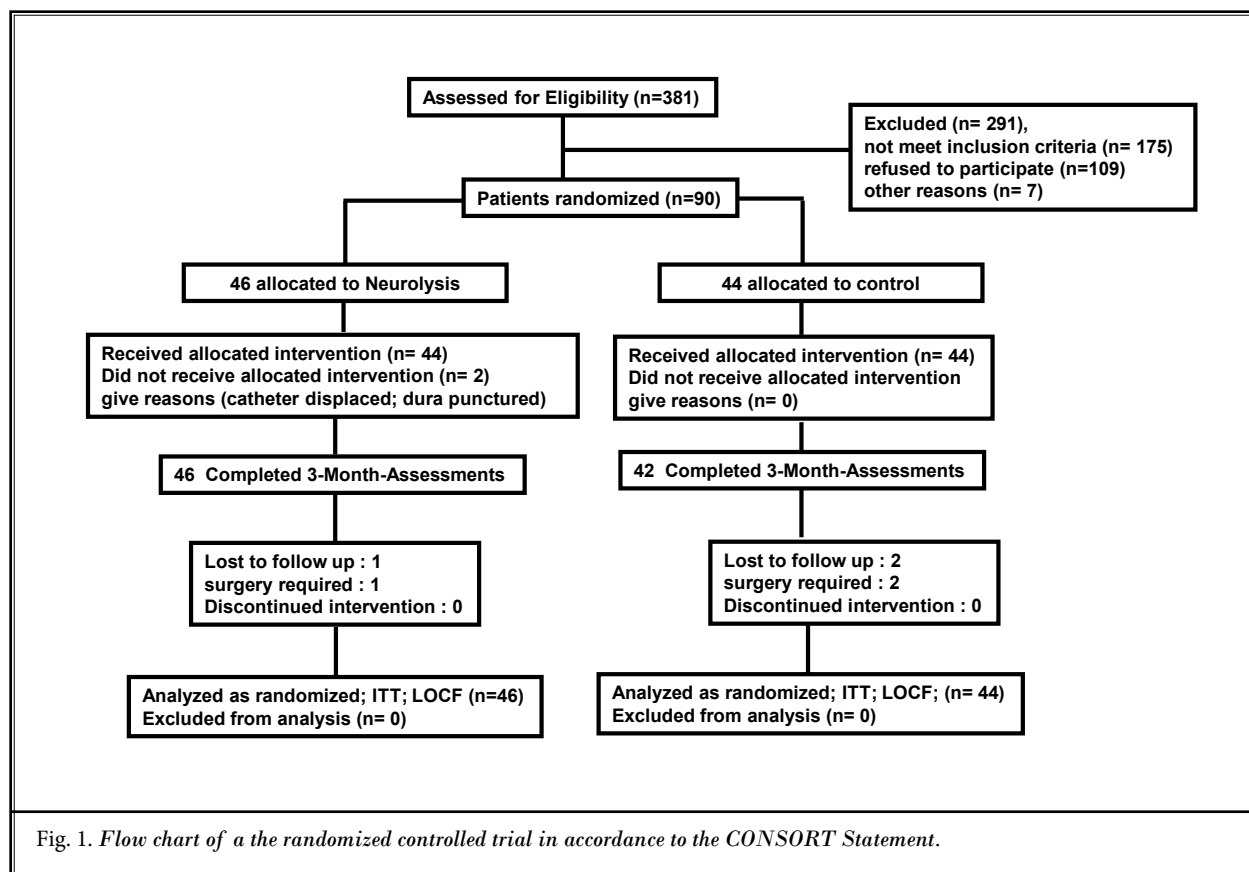 Assessed for Eligibility (n=381)
Excluded (n= 291),
not meet inclusion criteria (n= 175)
refused to participate (n=109)
other reasons (n= 7)
Patients randomized (n=90)
46 allocated to Neurolysis
44 allocated to control
Received allocated intervention (n= 44)
Did not receive allocated intervention (n= 2)
give reasons (catheter displaced; dura punctured)
Received allocated intervention (n= 44)
Did not receive allocated intervention
give reasons (n= 0)
46 Completed 3-Month-Assessments
42 Completed 3-Month-Assessments
Lost to follow up : 1
surgery required : 1
Discontinued intervention : 0
Lost to follow up : 2
surgery required : 2
Discontinued intervention : 0
Analyzed as randomized; ITT; LOCF (n=46)
Excluded from analysis (n= 0)
Analyzed as randomized; ITT; LOCF; (n= 44)
Excluded from analysis (n= 0)
Fig. 1. Flow chart of a the randomized controlled trial in accordance to the CONSORT Statement.